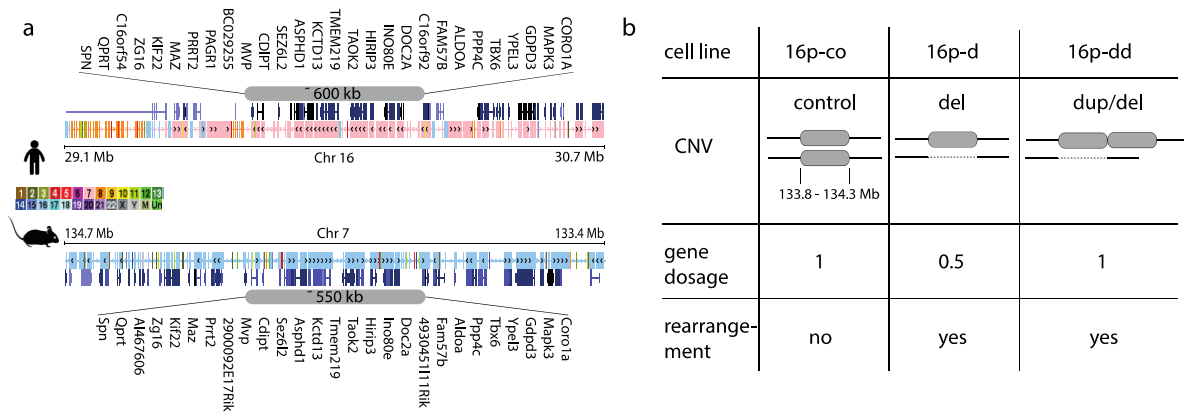 a
SPN
QPRT
C16orf54
ZG16
KIF22
MAZ
PRRT2
PAGR1
BC029255
MVP
CDIPT
SEZ6L2
ASPHD1
KCTD13
TMEM219
TAOK2
HIRIP3
INO80E
DOC2A
C16orf92
FAM57B
ALDOA
PPP4C
TBX6
YPEL3
GDPD3
MAPK3
CORO1A
~600 kb
29.1 Mb
Chr 16
30.7 Mb
1 2 3 4 5 6 7 8 9 10 11 12 13
14 15 16 17 18 19 20 21 22 X Y M Un
134.7 Mb
Chr 7
133.4 Mb
~550 kb
Spn
Qprt
AI467606
Zg16
Kif22
Maz
Prrt2
2900092E17Rik
Mvp
Cdipt
Sez6l2
Asphd1
Kctd13
Tmem219
Taok2
Hirip3
Ino80e
Doc2a
4930451I11Rik
Fam57b
Aldoa
Ppp4c
Tbx6
Ypel3
Gdpd3
Mapk3
Coro1a
b
cell line
16p-co
16p-d
16p-dd
CNV
control
del
dup/del
133.8 - 134.3 Mb
gene
dosage
1
0.5
1
rearrange-
ment
no
yes
yes